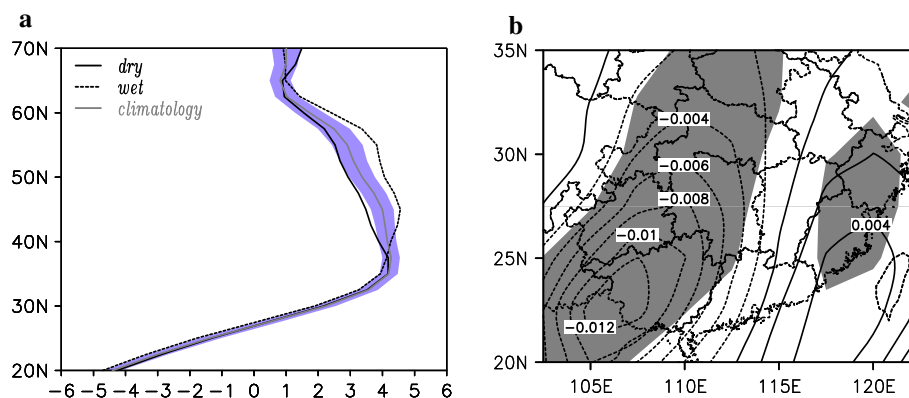 a
70N
60N
50N
40N
30N
20N
dry
wet
climatology
−6 −5 −4 −3 −2 −1 0 1 2 3 4 5 6
b
35N
30N
25N
20N
−0.004
−0.006
−0.008
−0.01
−0.012
0.004
105E 110E 115E 120E